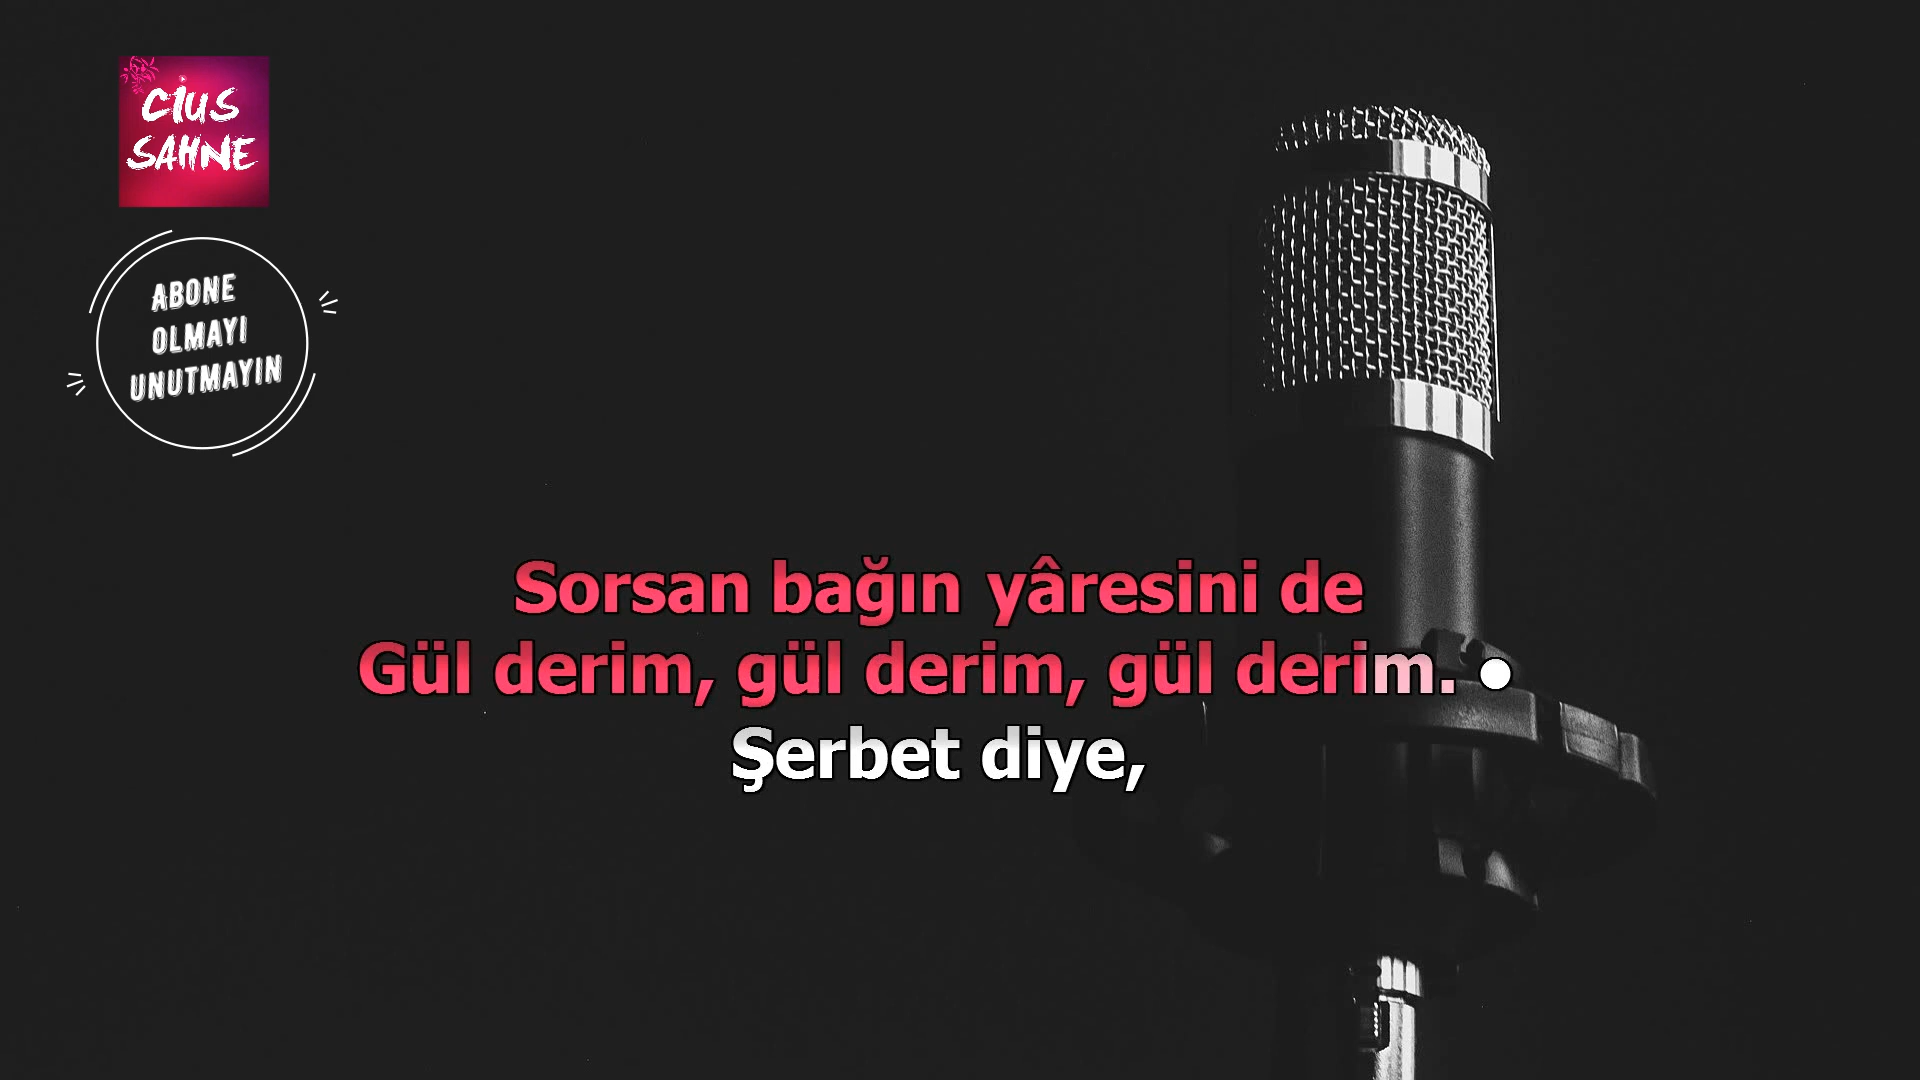 CİUS
SAHNE
ABONE
OLMAYI
UNUTMAYIN
Sorsan bağın yâresini de
Gül derim, gül derim, gül derim. •
Şerbet diye,